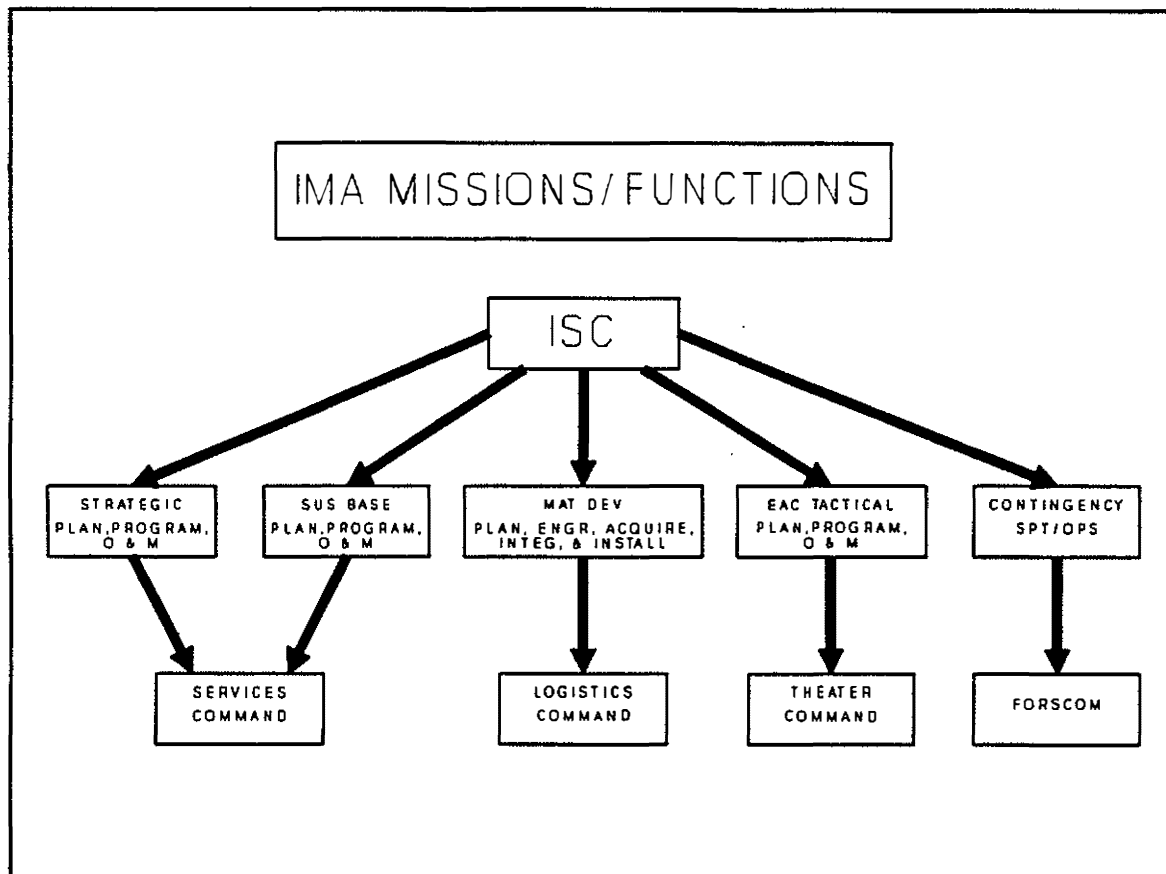 IMA MISSIONS/FUNCTIONS
ISC
STRATEGIC
PLAN,PROGRAM,
O & M
SUS BASE
PLAN,PROGRAM,
O & M
MAT DEV
PLAN, ENGR, ACQUIRE,
INTEG, & INSTALL
EAC TACTICAL
PLAN,PROGRAM,
O & M
CONTINGENCY
SPT/OPS
SERVICES
COMMAND
LOGISTICS
COMMAND
THEATER
COMMAND
FORSCOM